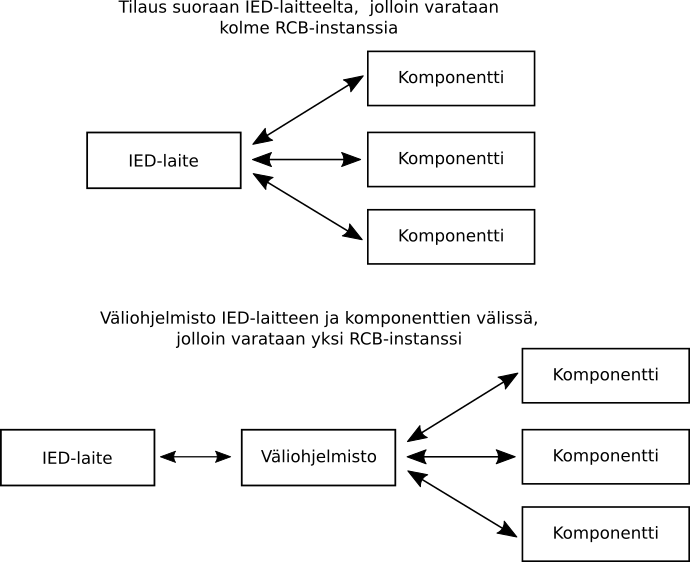 Tilaus suoraan IED-laitteelta, jolloin varataan
kolme RCB-instanssia
Komponentti
IED-laite
Komponentti
Komponentti
Väliohjelmisto IED-laitteen ja komponenttien välissä,
jolloin varataan yksi RCB-instanssi
Komponentti
IED-laite
Väliohjelmisto
Komponentti
Komponentti